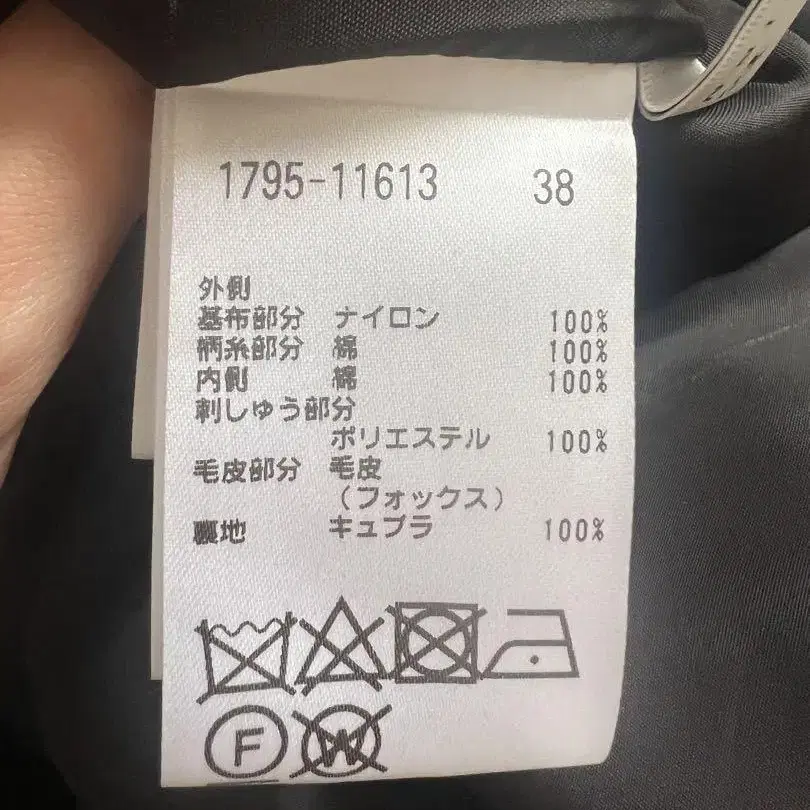 1795-11613 38
外側
基布部分 ナイロン 100%
柄糸部分 綿 100%
内側 綿 100%
刺しゅう部分
ポリエステル 100%
毛皮部分 毛皮
(フォックス)
裏地 キュプラ 100%
F W